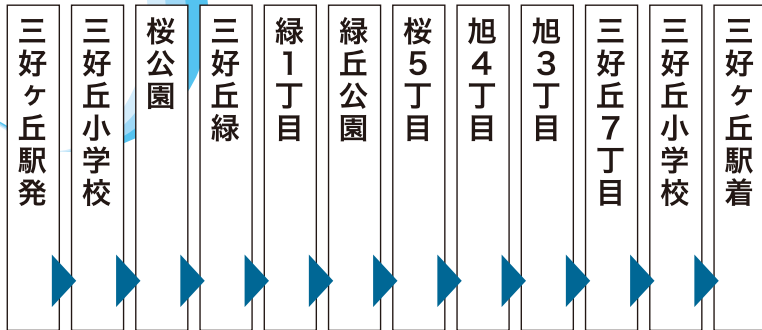 三好ヶ丘駅発
三好丘小学校
桜公園
三好丘緑
緑1丁目
緑丘公園
桜5丁目
旭4丁目
旭3丁目
三好丘7丁目
三好丘小学校
三好ヶ丘駅着